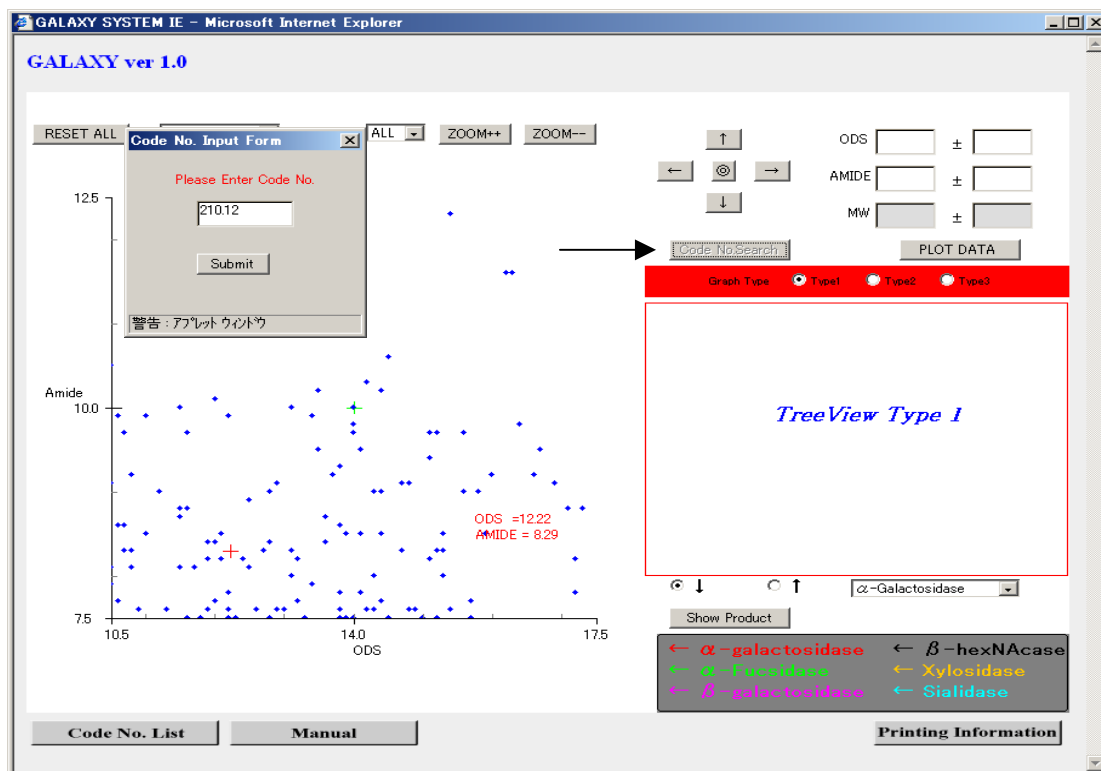 GALAXY SYSTEM IE - Microsoft Internet Explorer
GALAXY ver 1.0
RESET ALL
ALL
ZOOM++
ZOOM--
Code No. Input Form
Please Enter Code No.
210.12
Submit
警告 : アプレット ウィンドウ
↑
← ◎ →
↓
ODS ±
AMIDE ±
MW ±
Code No.Search
PLOT DATA
Graph Type Type1 Type2 Type3
TreeView Type 1
12.5
Amide
10.0
7.5
ODS =12.22
AMIDE = 8.29
10.5 14.0 17.5
ODS
↓ ↑ α-Galactosidase
Show Product
← α-galactosidase ← β-hexNAcase
← α-Fucsidase ← Xylosidase
← β-galactosidase ← Sialidase
Code No. List
Manual
Printing Information